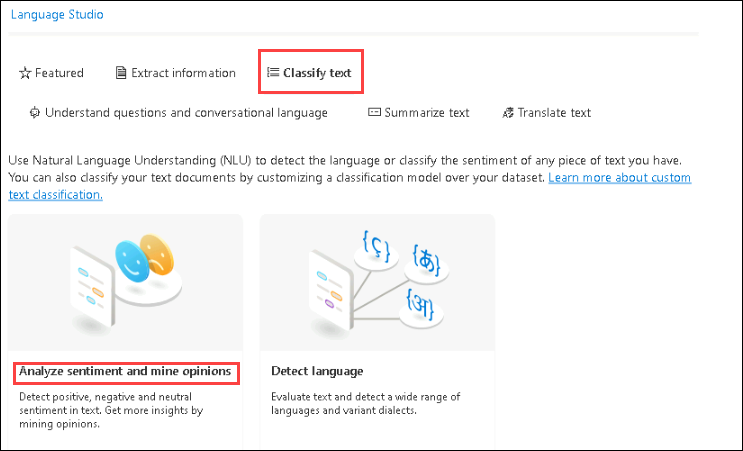 Language Studio
Featured
Extract information
Classify text
Understand questions and conversational language
Summarize text
Translate text
Use Natural Language Understanding (NLU) to detect the language or classify the sentiment of any piece of text you have.
You can also classify your text documents by customizing a classification model over your dataset. Learn more about custom
text classification.
{ç}
{あ}
{अ}
Analyze sentiment and mine opinions
Detect positive, negative and neutral
sentiment in text. Get more insights by
mining opinions.
Detect language
Evaluate text and detect a wide range of
languages and variant dialects.